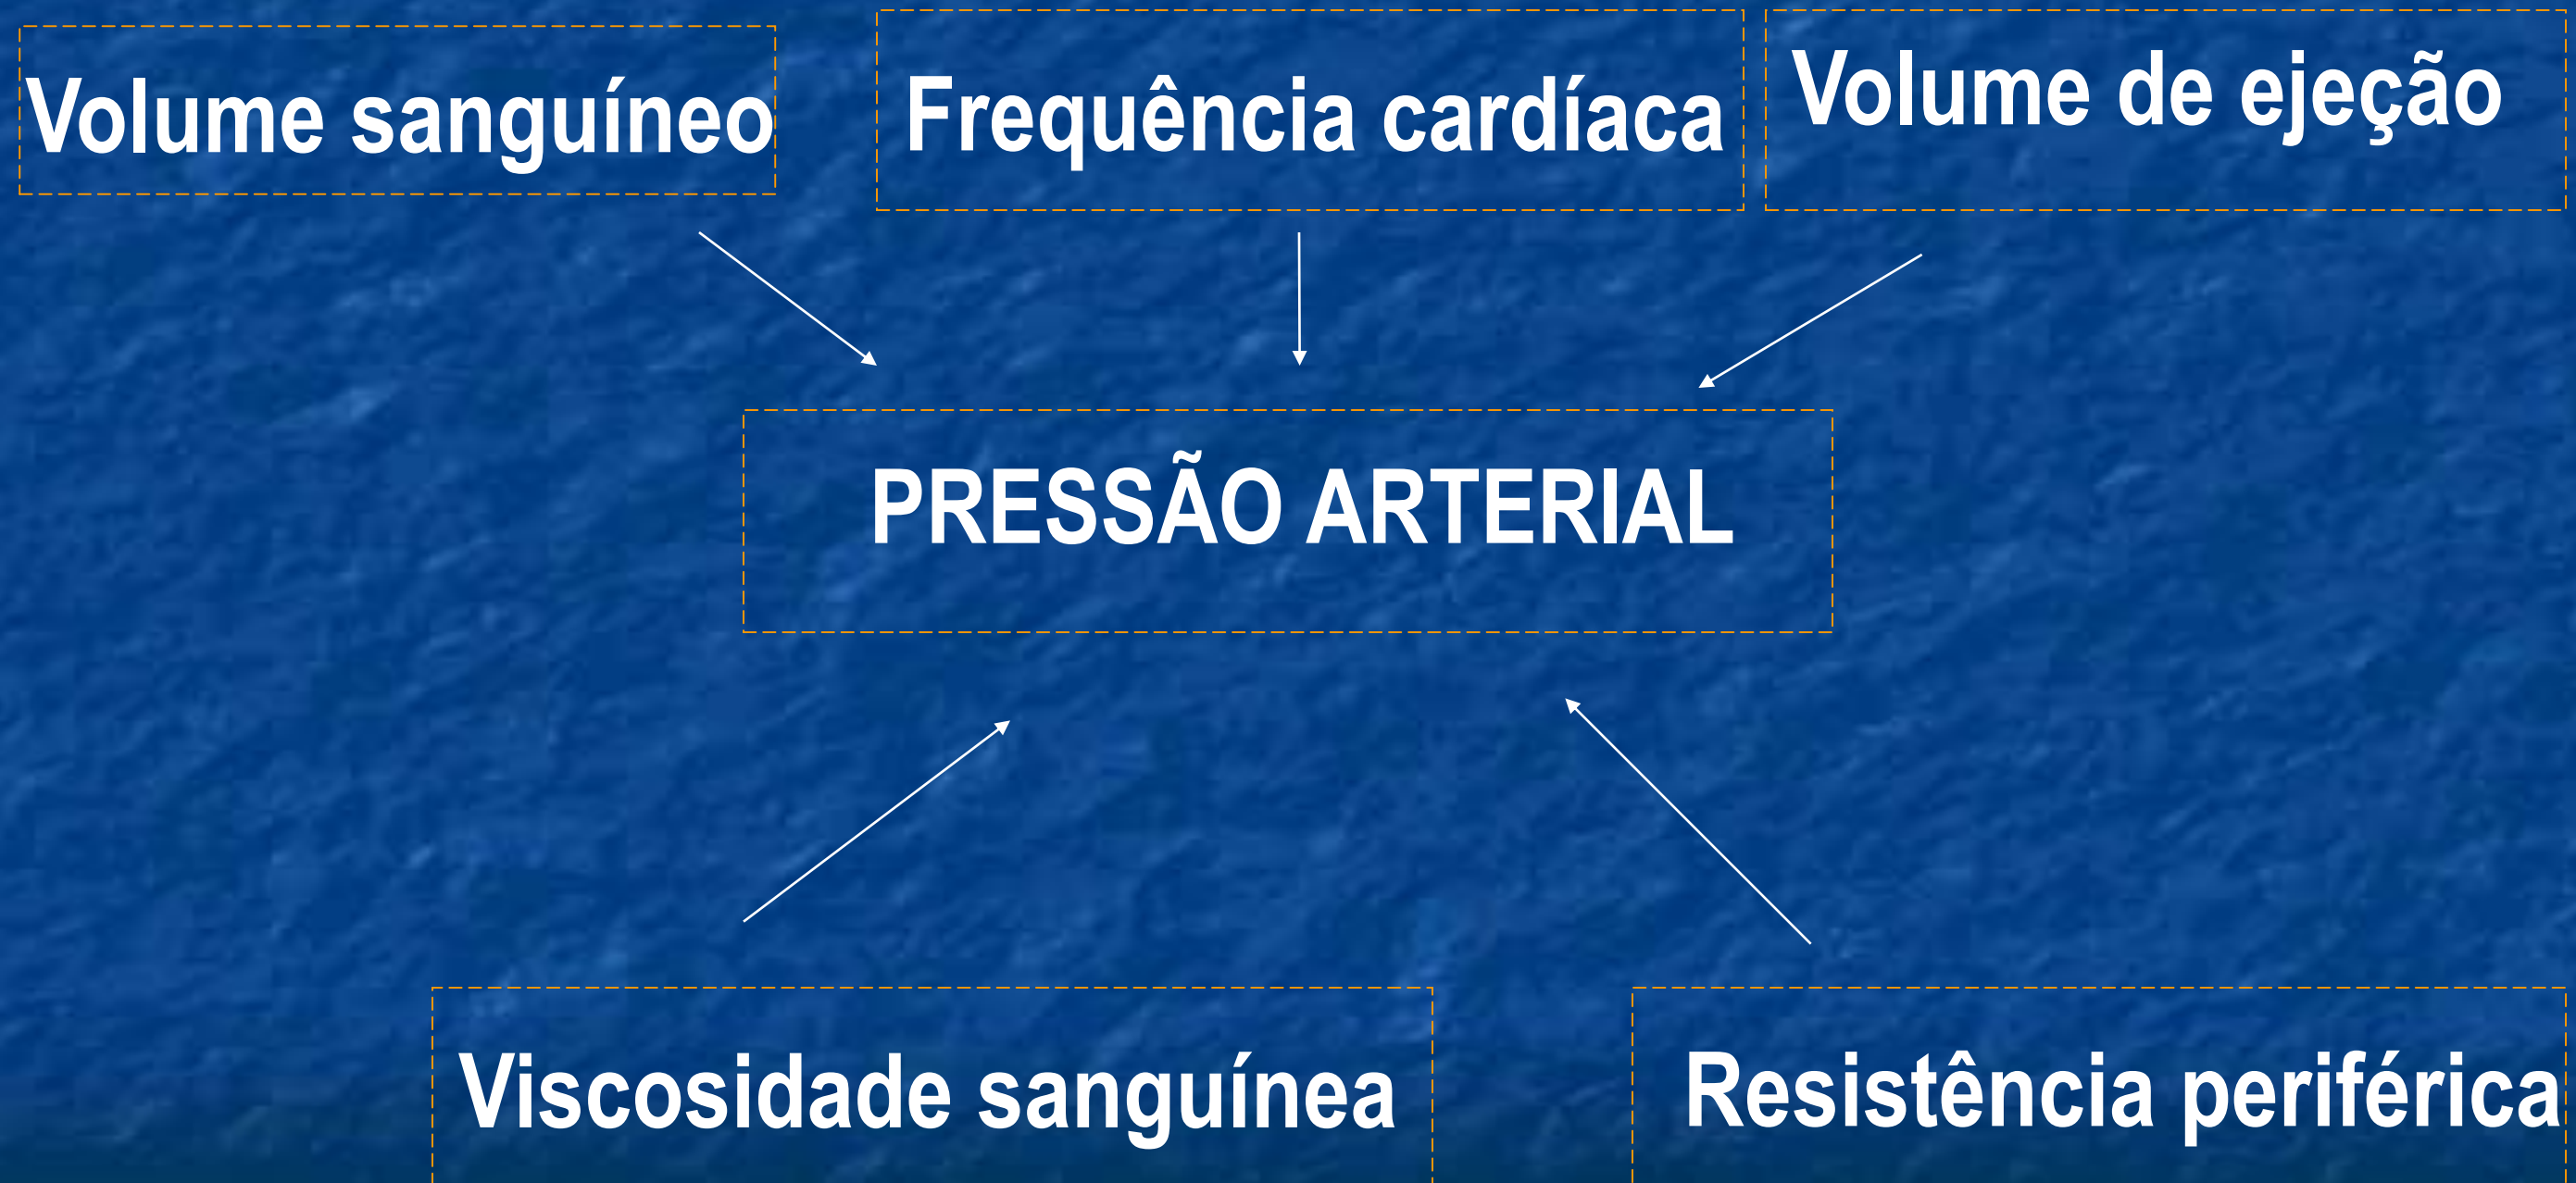 Volume sanguíneo
Frequência cardíaca
Volume de ejeção
PRESSÃO ARTERIAL
Viscosidade sanguínea
Resistência periférica